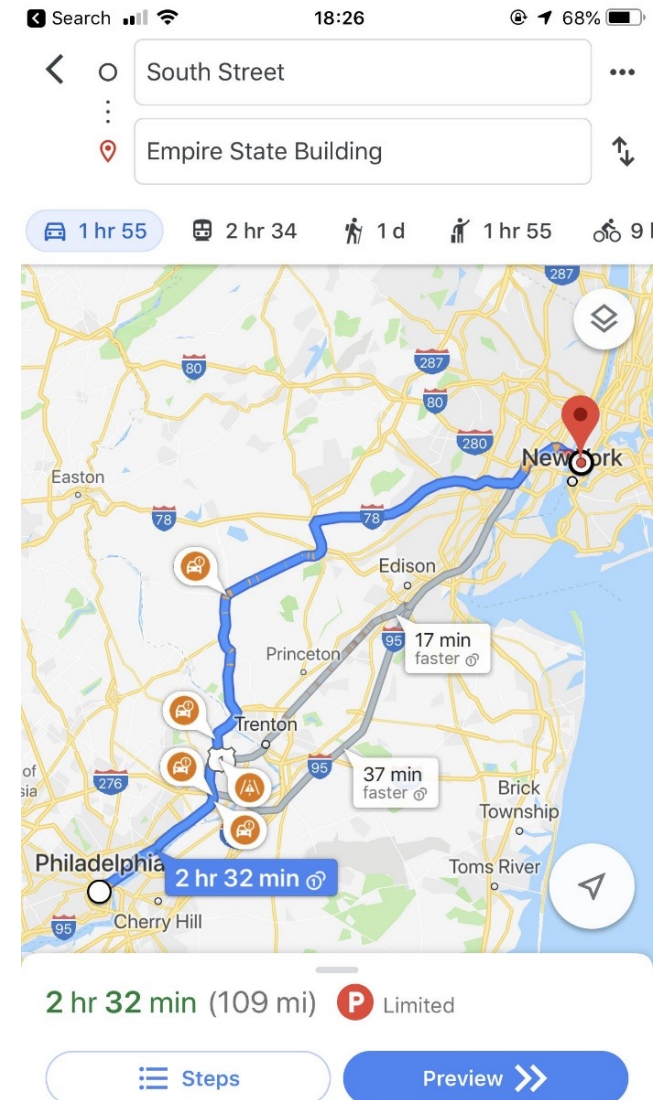 Search 18:26 68%
South Street
Empire State Building
1 hr 55 2 hr 34 1 d 1 hr 55 9
287
80
287
80
280
New York
Easton
78
78
Edison
95 17 min
faster
Princeton
Trenton
95
37 min
faster
of
sia
276
Brick
Township
Philadelphia
2 hr 32 min
Toms River
Cherry Hill
95
2 hr 32 min (109 mi) P Limited
Steps Preview